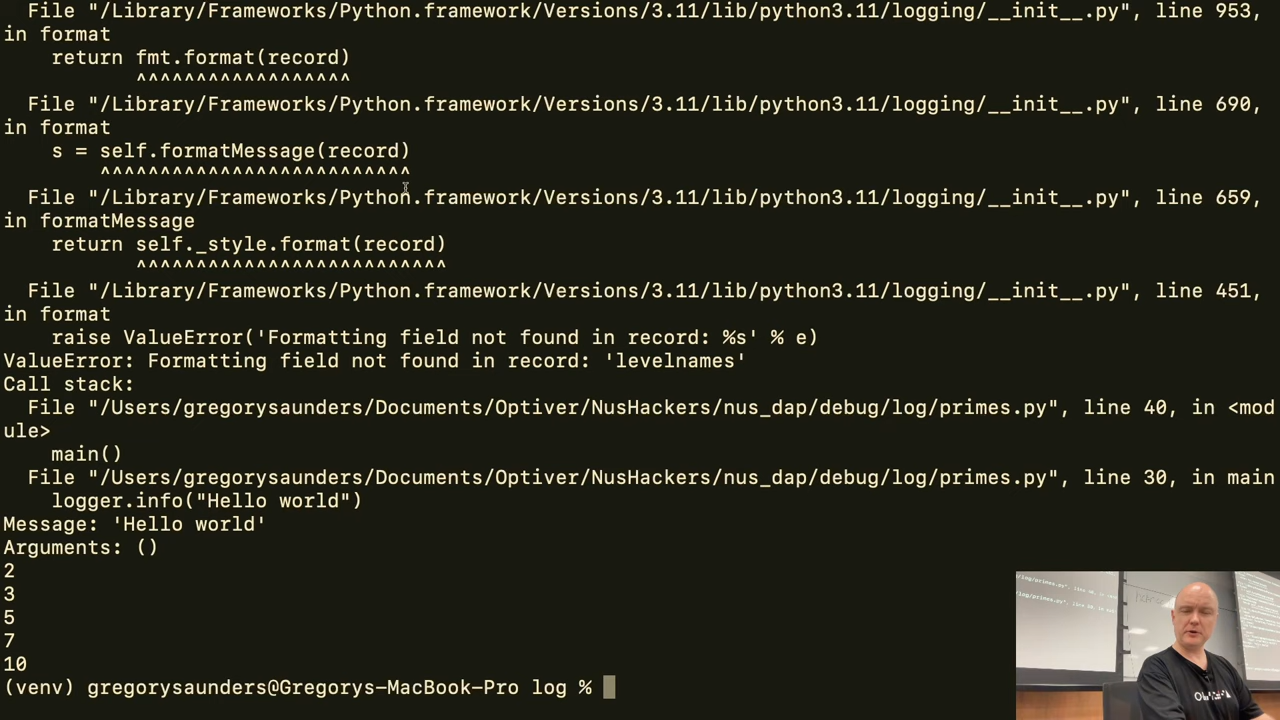 File "/Library/Frameworks/Python.framework/Versions/3.11/lib/python3.11/logging/__init__.py", line 953,
in format
return fmt.format(record)
^^^^^^^^^^^^^^^^^^
File "/Library/Frameworks/Python.framework/Versions/3.11/lib/python3.11/logging/__init__.py", line 690,
in format
s = self.formatMessage(record)
^^^^^^^^^^^^^^^^^^^^^^^^^^
File "/Library/Frameworks/Python.framework/Versions/3.11/lib/python3.11/logging/__init__.py", line 659,
in formatMessage
return self._style.format(record)
^^^^^^^^^^^^^^^^^^^^^^^^^^
File "/Library/Frameworks/Python.framework/Versions/3.11/lib/python3.11/logging/__init__.py", line 451,
in format
raise ValueError('Formatting field not found in record: %s' % e)
ValueError: Formatting field not found in record: 'levelnames'
Call stack:
File "/Users/gregorysaunders/Documents/Optiver/NusHackers/nus_dap/debug/log/primes.py", line 40, in <mod
ule>
main()
File "/Users/gregorysaunders/Documents/Optiver/NusHackers/nus_dap/debug/log/primes.py", line 30, in main
logger.info("Hello world")
Message: 'Hello world'
Arguments: ()
2
3
5
7
10
(venv) gregorysaunders@Gregorys-MacBook-Pro log %